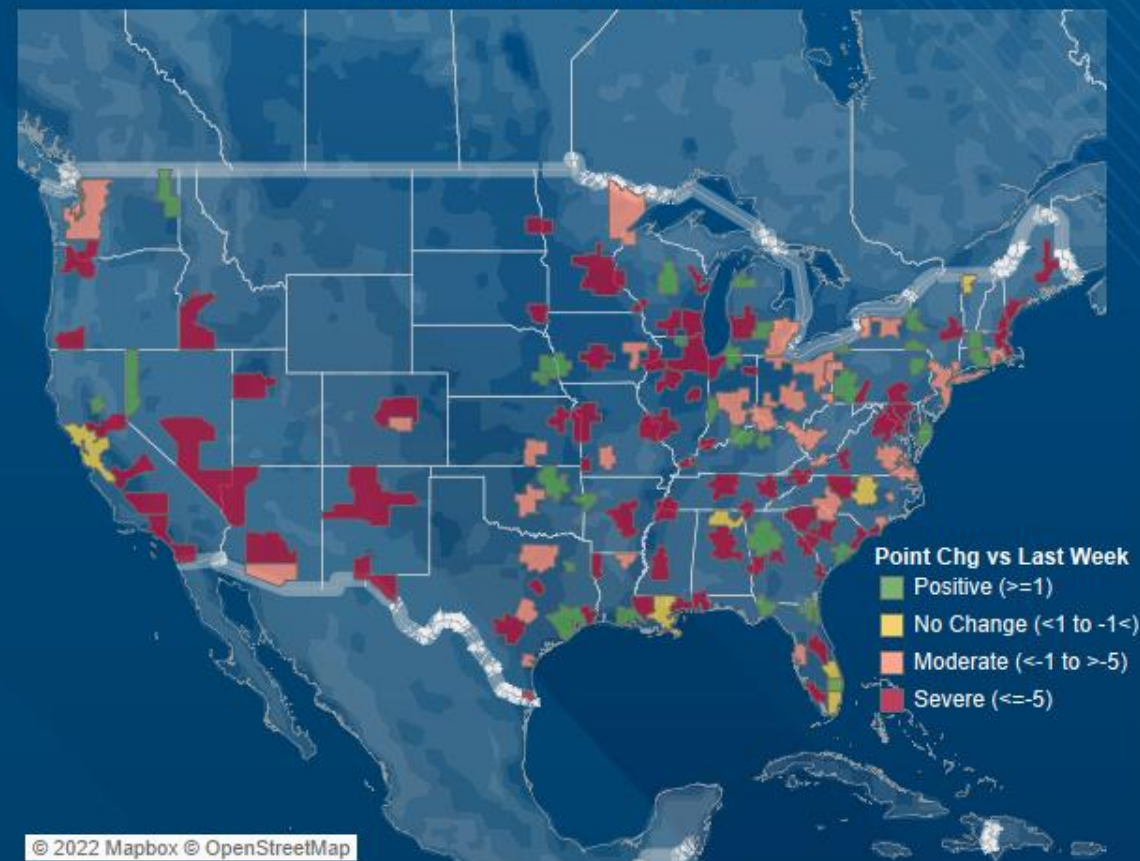 Point Chg vs Last Week
Positive (>=1)
No Change (<1 to -1<)
Moderate (<-1 to >-5)
Severe (<=-5)
© 2022 Mapbox © OpenStreetMap